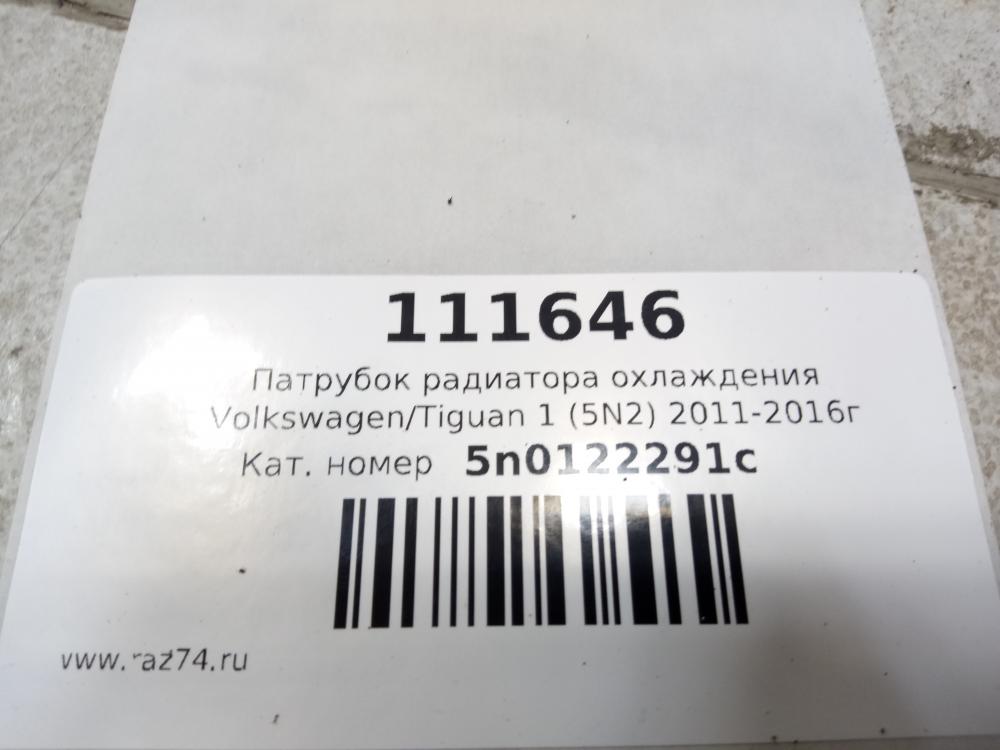 111646
Патрубок радиатора охлаждения
Volkswagen/Tiguan 1 (5N2) 2011-2016г
Кат. номер 5n0122291c
www.raz74.ru